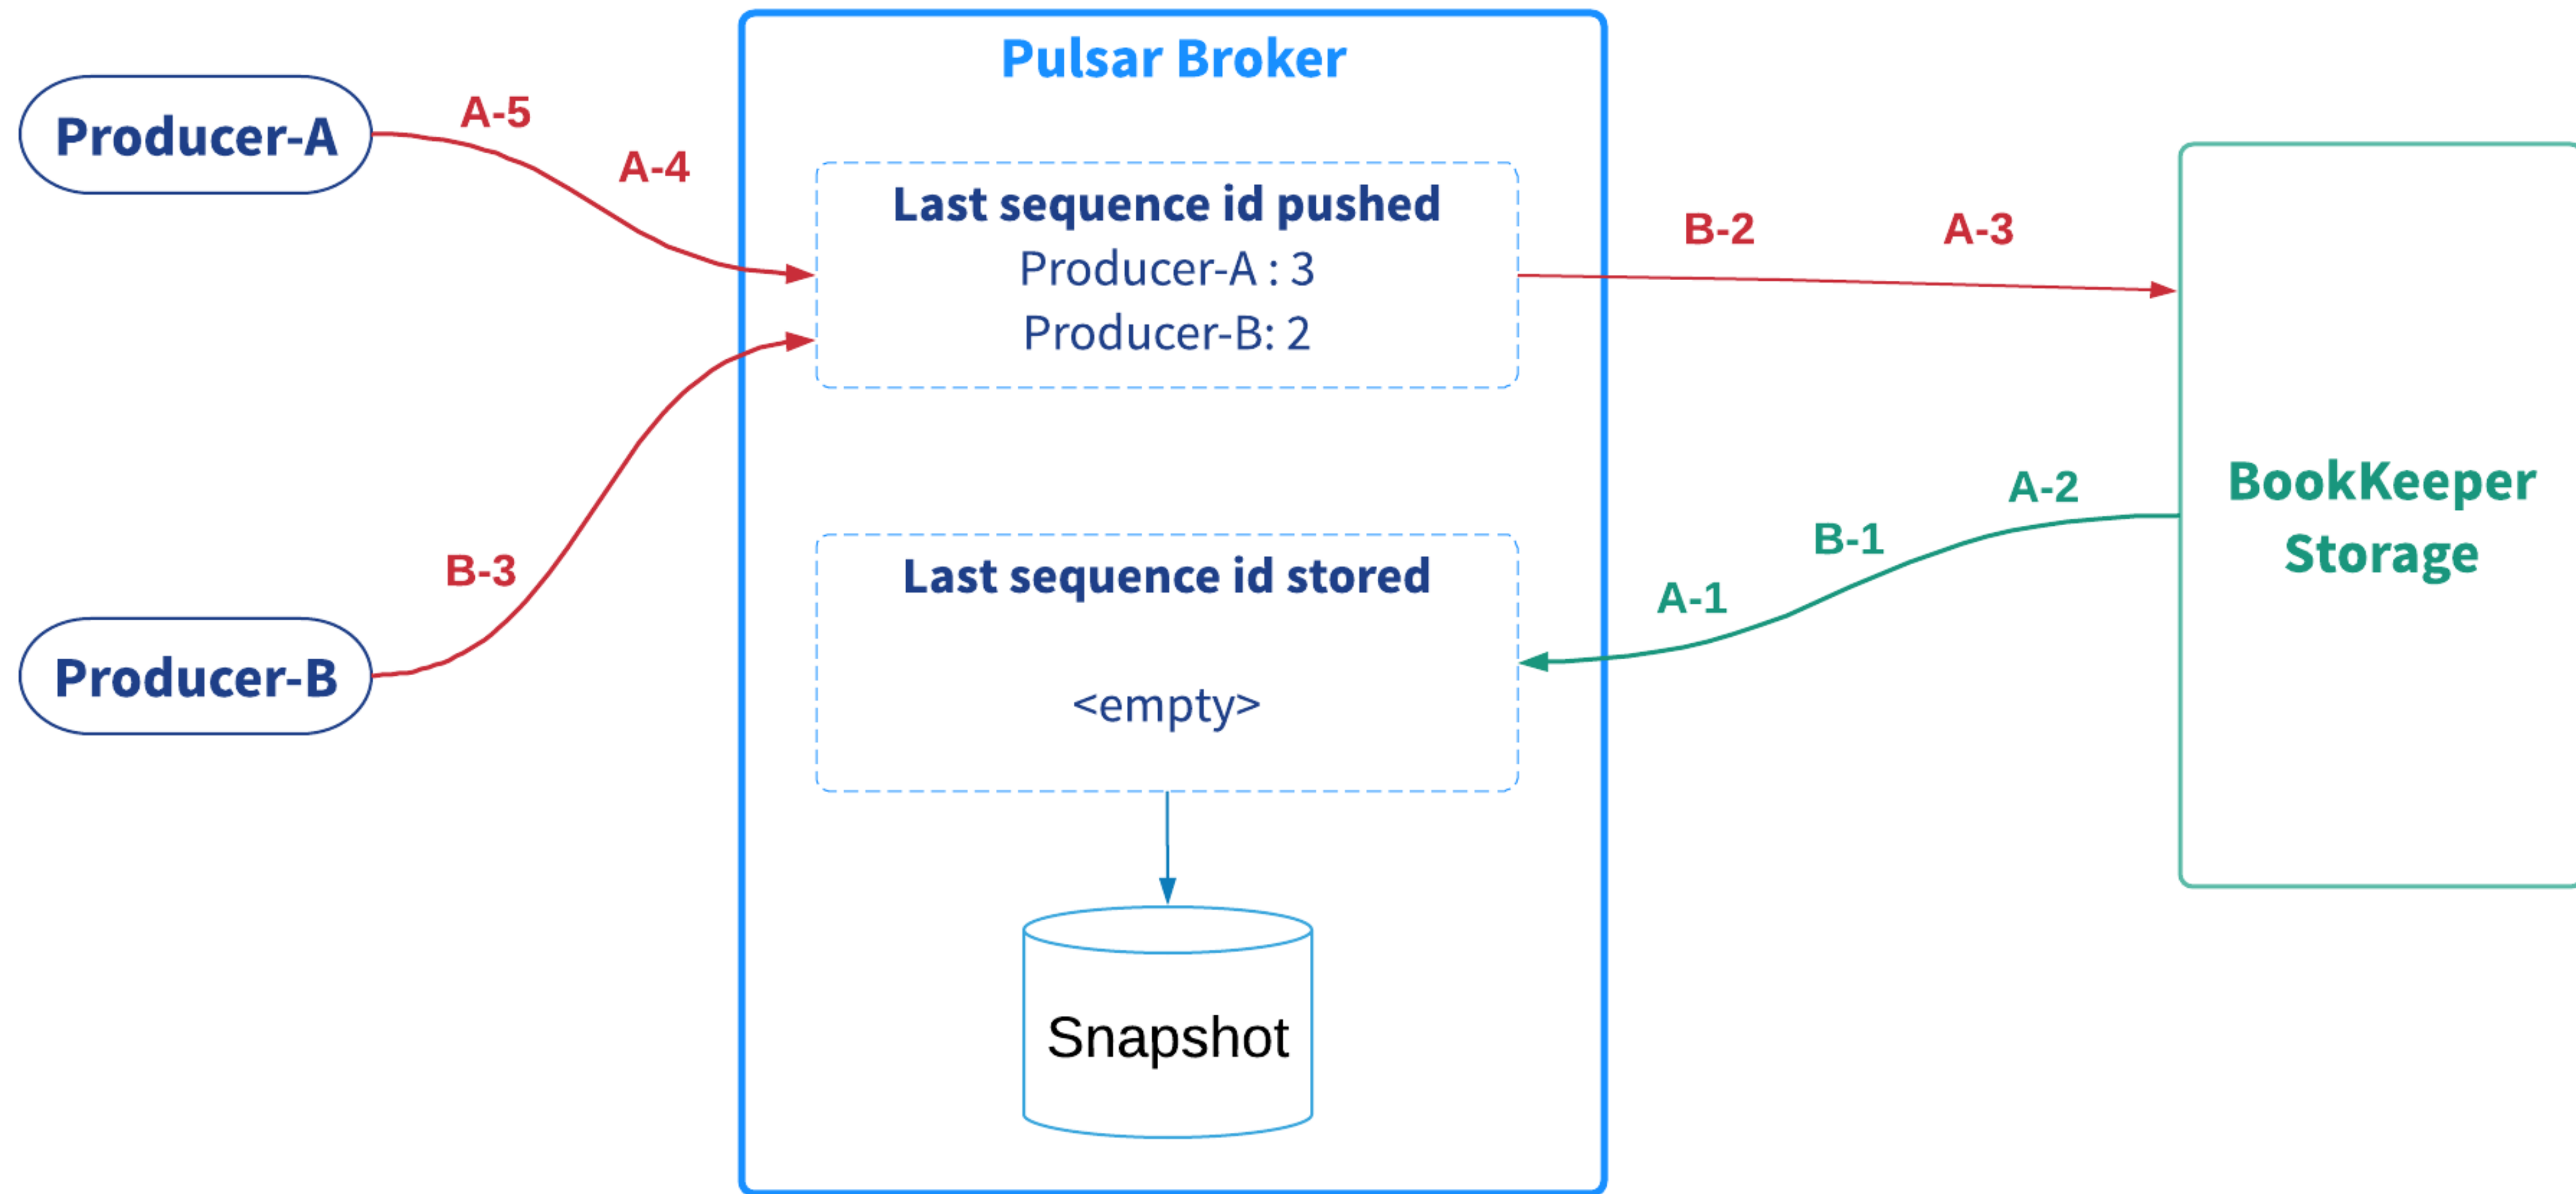 Pulsar Broker
Producer-A
A-5
A-4
Last sequence id pushed
Producer-A : 3
Producer-B: 2
B-2
A-3
B-3
Producer-B
Last sequence id stored
<empty>
A-2
B-1
A-1
BookKeeper
Storage
Snapshot